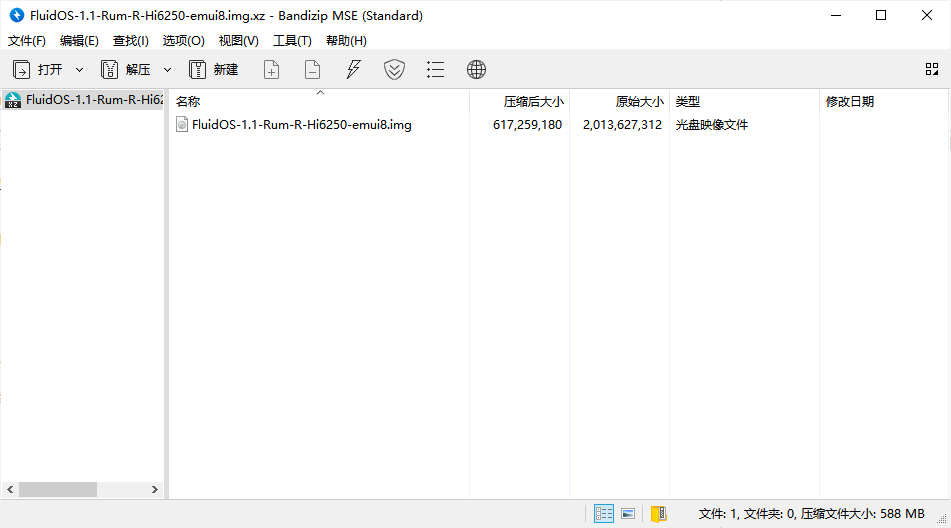 FluidOS-1.1-Rum-R-Hi6250-emui8.img.xz - Bandizip MSE (Standard)
文件(F) 编辑(E) 查找(I) 选项(O) 视图(V) 工具(T) 帮助(H)
打开 解压 新建
FluidOS-1.1-Rum-R-Hi62
名称 压缩后大小 原始大小 类型 修改日期
FluidOS-1.1-Rum-R-Hi6250-emui8.img 617,259,180 2,013,627,312 光盘映像文件
文件: 1, 文件夹: 0, 压缩文件大小: 588 MB